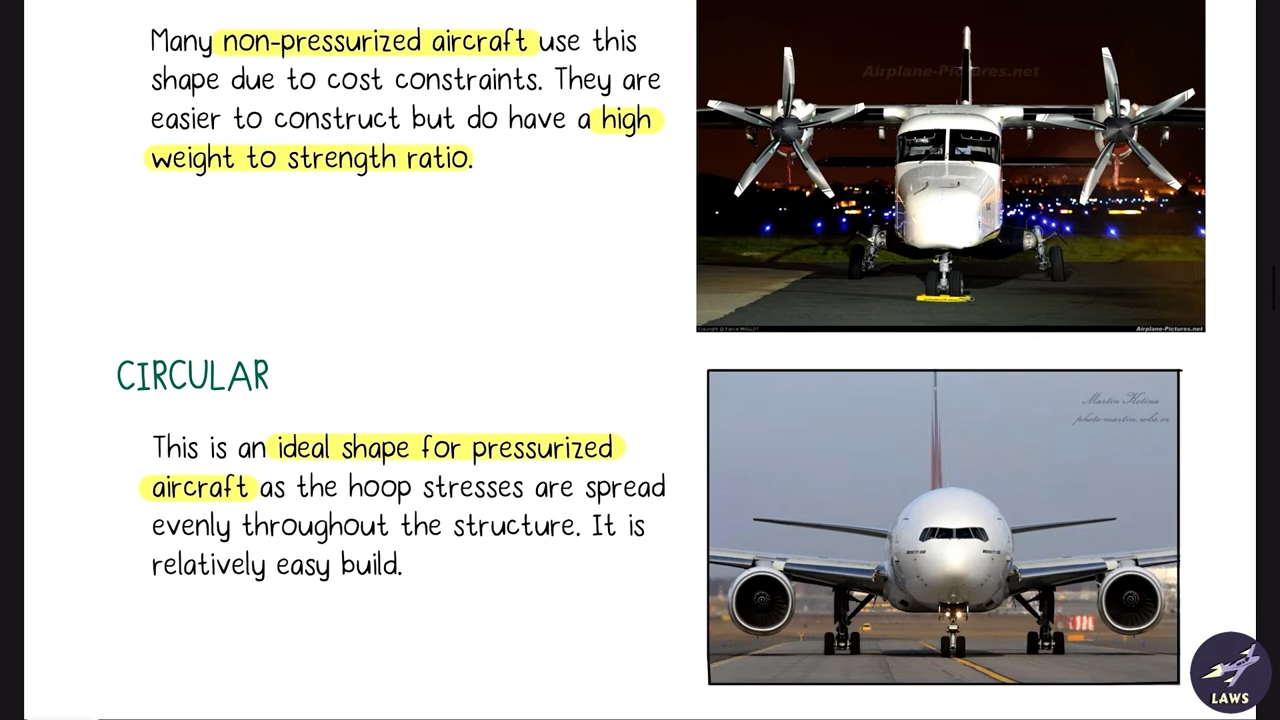 Many non-pressurized aircraft use this
shape due to cost constraints. They are
easier to construct but do have a high
weight to strength ratio.
Airplane-Pictures.net
Airplane-Pictures.net
CIRCULAR
Martin Kotina
This is an ideal shape for pressurized
aircraft as the hoop stresses are spread
evenly throughout the structure. It is
relatively easy build.
LAWS